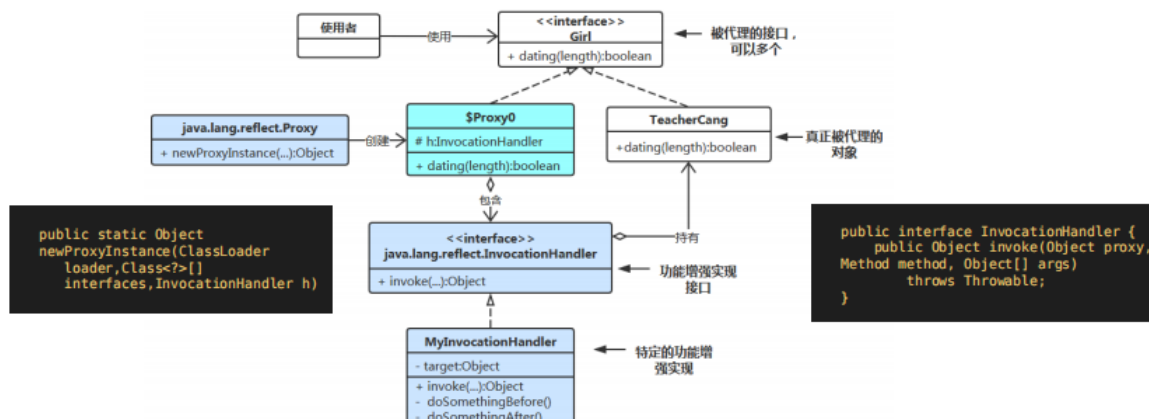 <<interface>>
Girl
+ dating(length):boolean
使用者
使用
被代理的接口，
可以多个
java.lang.reflect.Proxy
+ newProxyInstance(...):Object
创建
$Proxy0
# h:InvocationHandler
+ dating(length):boolean
TeacherCang
+dating(length):boolean
真正被代理的
对象
包含
持有
public static Object
newProxyInstance(ClassLoader
loader,Class<?>[]
interfaces,InvocationHandler h)
<<interface>>
java.lang.reflect.InvocationHandler
+ invoke(...):Object
功能增强实现
接口
public interface InvocationHandler {
public Object invoke(Object proxy,
Method method, Object[] args)
throws Throwable;
}
MyInvocationHandler
- target:Object
+ invoke(...):Object
- doSomethingBefore()
- doSomethingAfter()
特定的功能增
强实现